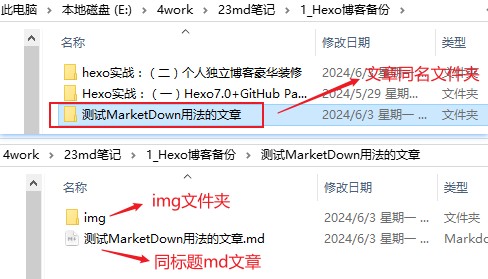 此电脑 > 本地磁盘 (E:) > 4work > 23md笔记 > 1_Hexo博客备份
名称 修改日期 类型
hexo实战：（二）个人独立博客豪华装修 2024/6/3 星期一 ... 文件夹
Hexo实战：（一）Hexo7.0+GitHub Pa... 2024/5/29 星期... 文件夹
测试MarketDown用法的文章 2024/6/3 星期一 ... 文件夹
文章同名文件夹
4work > 23md笔记 > 1_Hexo博客备份 > 测试MarketDown用法的文章
名称 修改日期 类型
img 2024/6/3 星期一 ... 文件夹
img文件夹
测试MarketDown用法的文章.md 2024/6/3 星期一 ... Markdo
同标题md文章